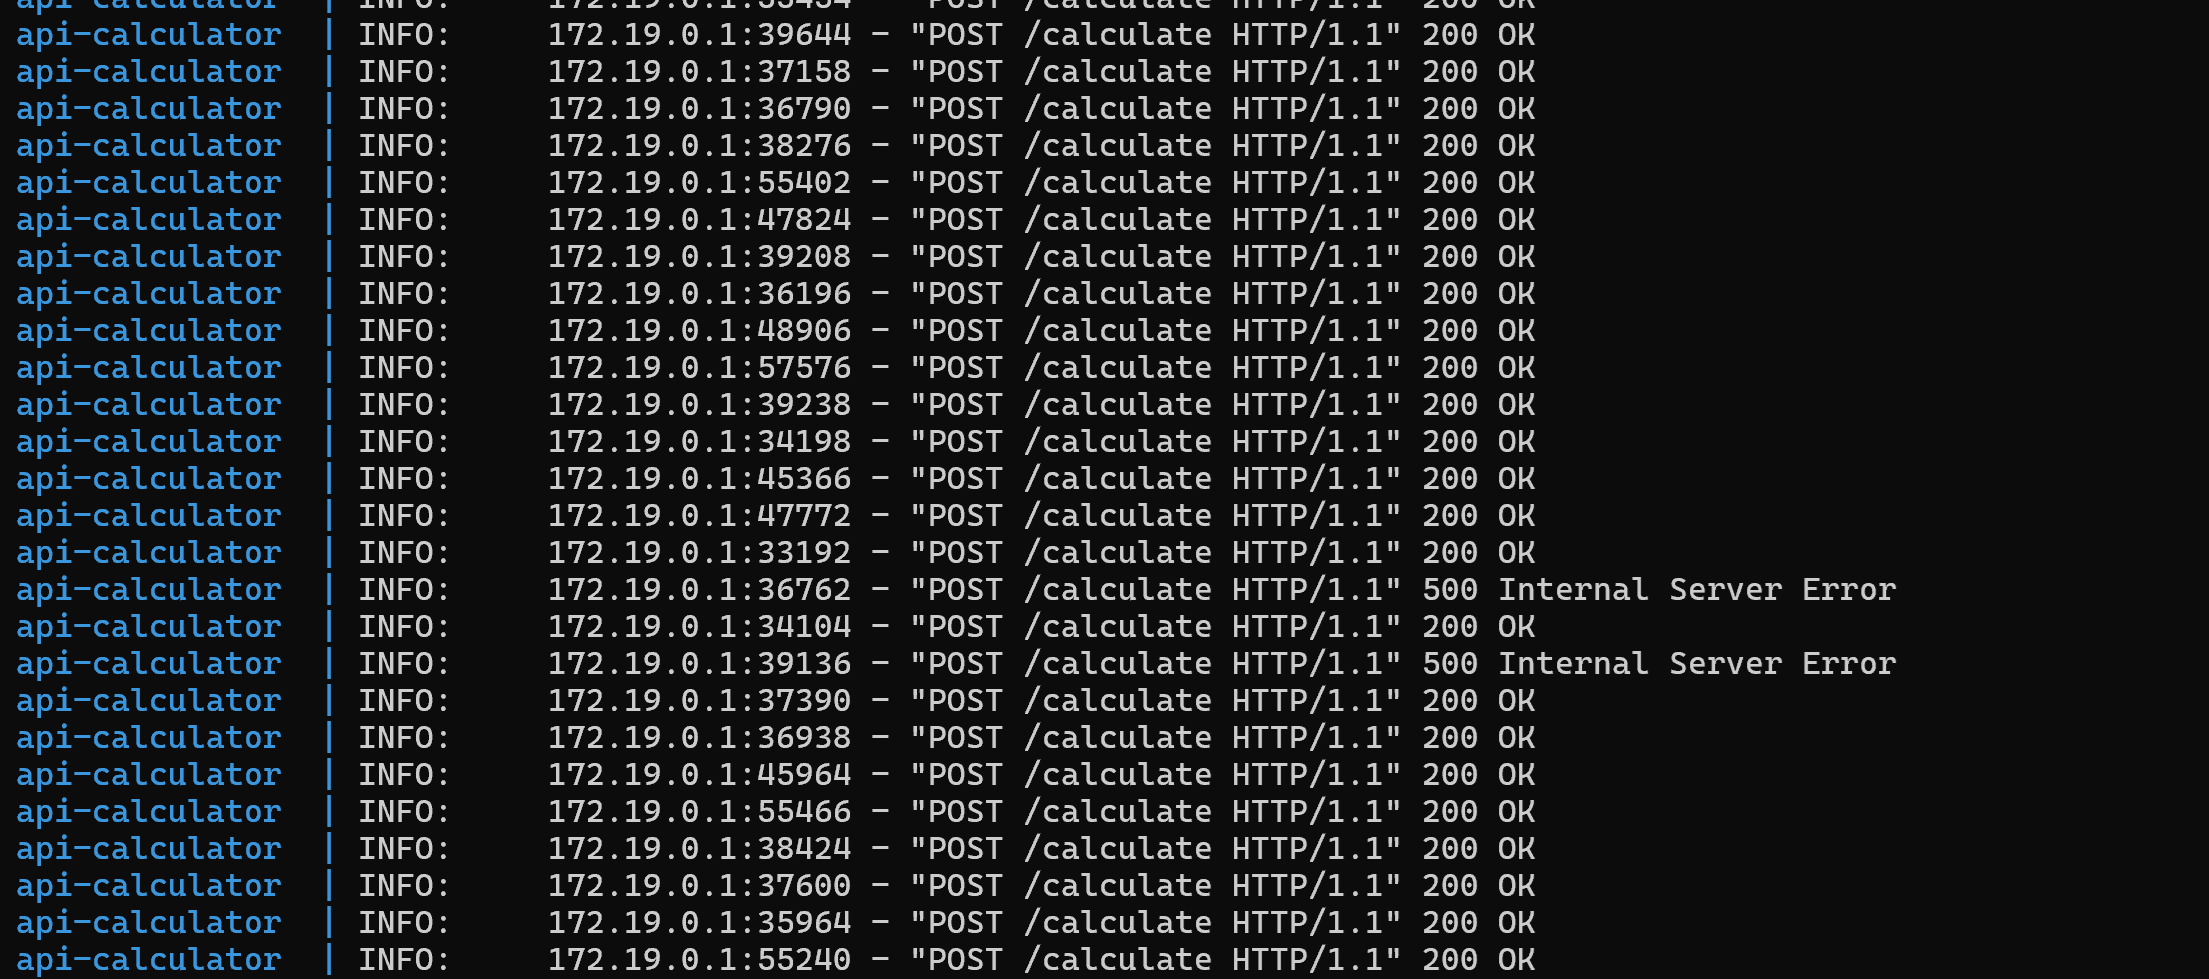 api-calculator | INFO: 172.19.0.1:33434 - "POST /calculate HTTP/1.1" 200 OK
api-calculator | INFO: 172.19.0.1:39644 - "POST /calculate HTTP/1.1" 200 OK
api-calculator | INFO: 172.19.0.1:37158 - "POST /calculate HTTP/1.1" 200 OK
api-calculator | INFO: 172.19.0.1:36790 - "POST /calculate HTTP/1.1" 200 OK
api-calculator | INFO: 172.19.0.1:38276 - "POST /calculate HTTP/1.1" 200 OK
api-calculator | INFO: 172.19.0.1:55402 - "POST /calculate HTTP/1.1" 200 OK
api-calculator | INFO: 172.19.0.1:47824 - "POST /calculate HTTP/1.1" 200 OK
api-calculator | INFO: 172.19.0.1:39208 - "POST /calculate HTTP/1.1" 200 OK
api-calculator | INFO: 172.19.0.1:36196 - "POST /calculate HTTP/1.1" 200 OK
api-calculator | INFO: 172.19.0.1:48906 - "POST /calculate HTTP/1.1" 200 OK
api-calculator | INFO: 172.19.0.1:57576 - "POST /calculate HTTP/1.1" 200 OK
api-calculator | INFO: 172.19.0.1:39238 - "POST /calculate HTTP/1.1" 200 OK
api-calculator | INFO: 172.19.0.1:34198 - "POST /calculate HTTP/1.1" 200 OK
api-calculator | INFO: 172.19.0.1:45366 - "POST /calculate HTTP/1.1" 200 OK
api-calculator | INFO: 172.19.0.1:47772 - "POST /calculate HTTP/1.1" 200 OK
api-calculator | INFO: 172.19.0.1:33192 - "POST /calculate HTTP/1.1" 200 OK
api-calculator | INFO: 172.19.0.1:36762 - "POST /calculate HTTP/1.1" 500 Internal Server Error
api-calculator | INFO: 172.19.0.1:34104 - "POST /calculate HTTP/1.1" 200 OK
api-calculator | INFO: 172.19.0.1:39136 - "POST /calculate HTTP/1.1" 500 Internal Server Error
api-calculator | INFO: 172.19.0.1:37390 - "POST /calculate HTTP/1.1" 200 OK
api-calculator | INFO: 172.19.0.1:36938 - "POST /calculate HTTP/1.1" 200 OK
api-calculator | INFO: 172.19.0.1:45964 - "POST /calculate HTTP/1.1" 200 OK
api-calculator | INFO: 172.19.0.1:55466 - "POST /calculate HTTP/1.1" 200 OK
api-calculator | INFO: 172.19.0.1:38424 - "POST /calculate HTTP/1.1" 200 OK
api-calculator | INFO: 172.19.0.1:37600 - "POST /calculate HTTP/1.1" 200 OK
api-calculator | INFO: 172.19.0.1:35964 - "POST /calculate HTTP/1.1" 200 OK
api-calculator | INFO: 172.19.0.1:55240 - "POST /calculate HTTP/1.1" 200 OK